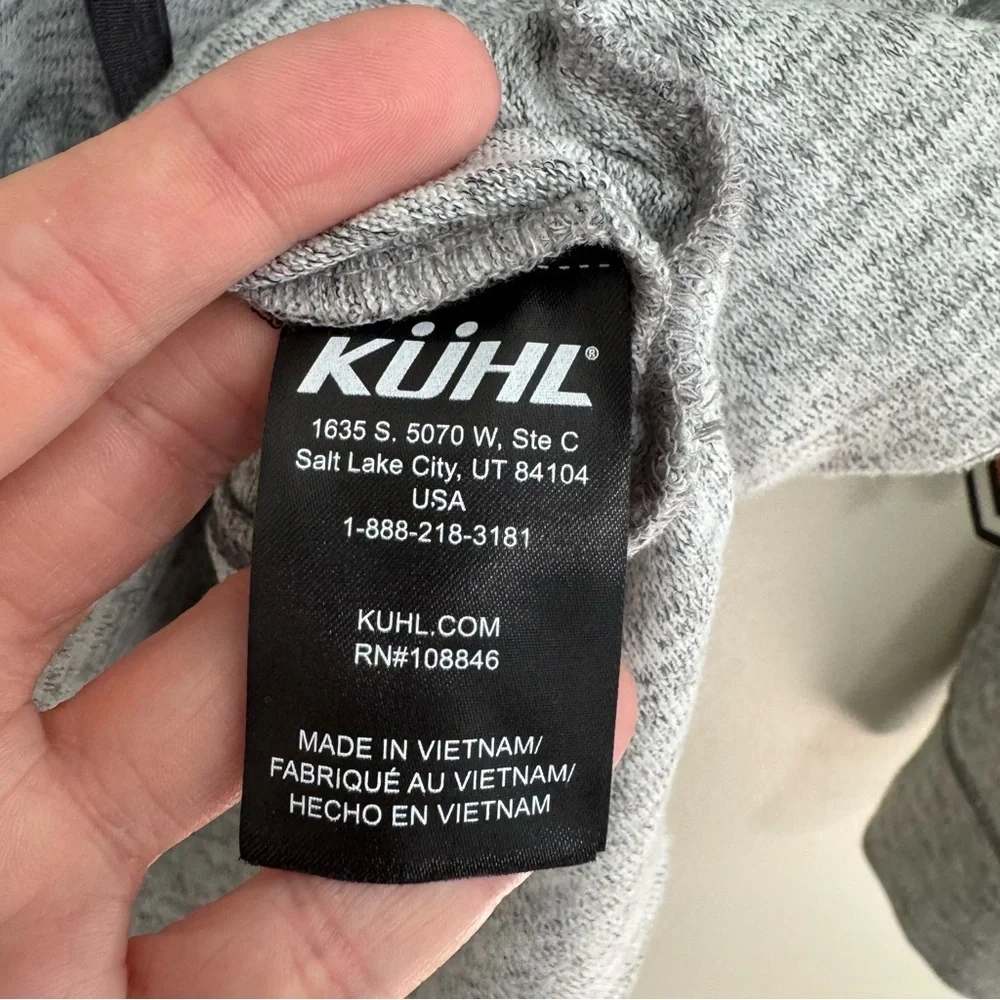 KÜHL®
1635 S. 5070 W, Ste C
Salt Lake City, UT 84104
USA
1-888-218-3181
KUHL.COM
RN#108846
MADE IN VIETNAM/
FABRIQUÉ AU VIETNAM/
HECHO EN VIETNAM